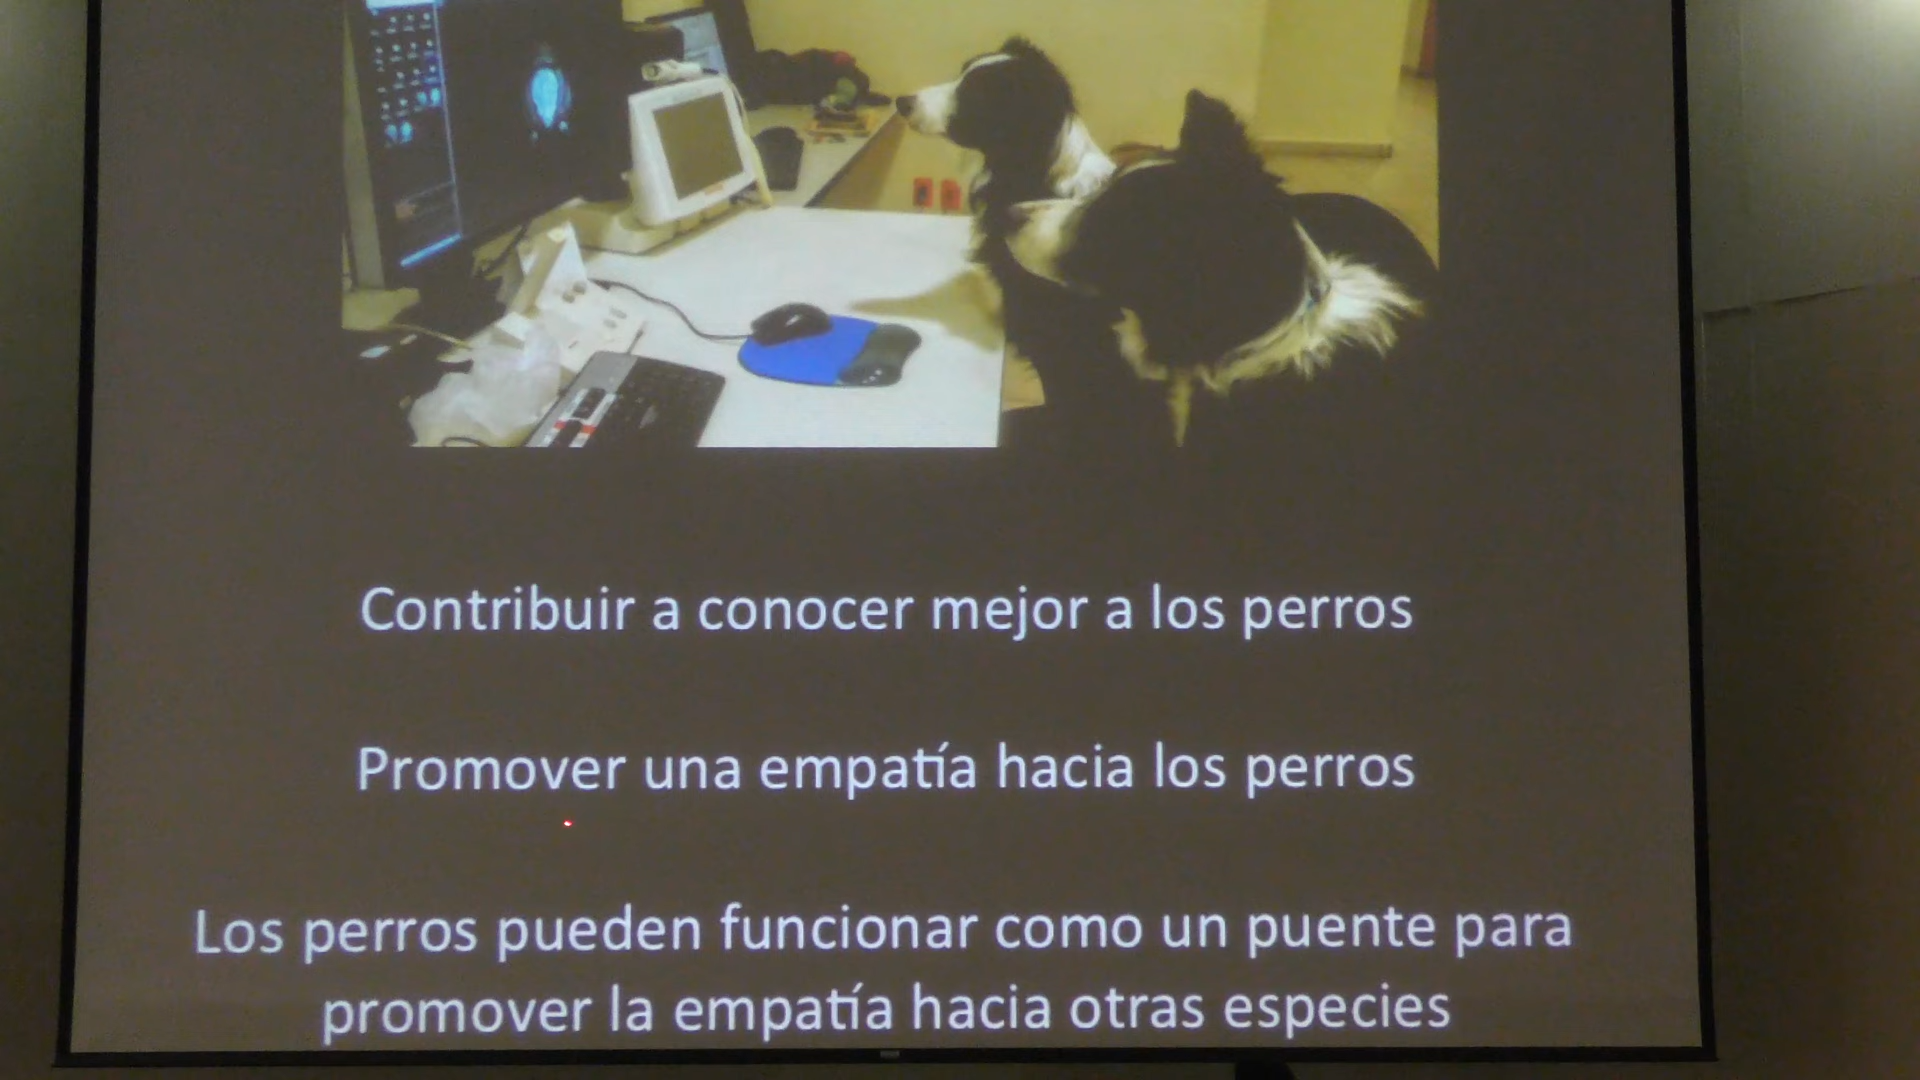 Contribuir a conocer mejor a los perros
Promover una empatía hacia los perros
Los perros pueden funcionar como un puente para
promover la empatía hacia otras especies